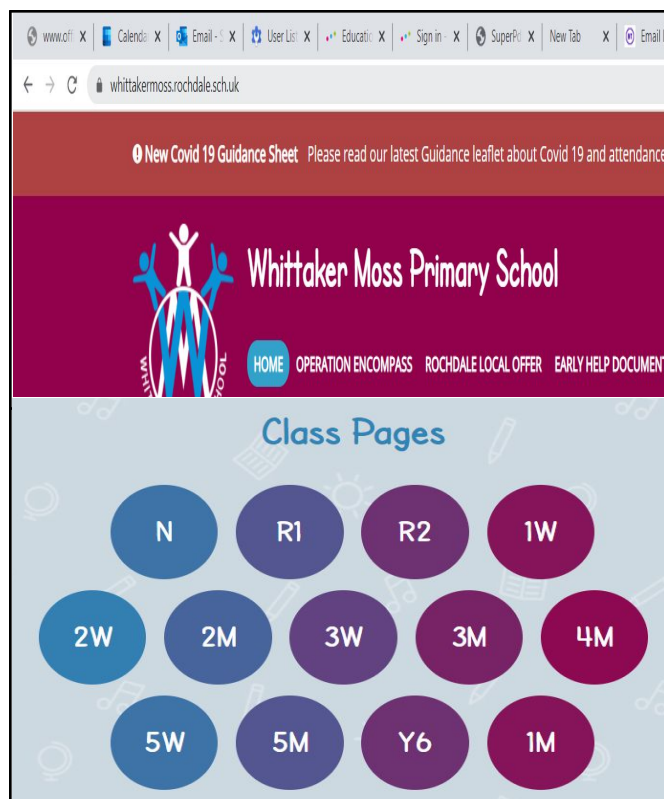 www.off Calenda Email - S User List Educatio Sign in - SuperPo New Tab Email
whittakermoss.rochdale.sch.uk
New Covid 19 Guidance Sheet Please read our latest Guidance leaflet about Covid 19 and attendance
Whittaker Moss Primary School
HOME OPERATION ENCOMPASS ROCHDALE LOCAL OFFER EARLY HELP DOCUMENT
Class Pages
N R1 R2 1W
2W 2M 3W 3M 4M
5W 5M Y6 1M